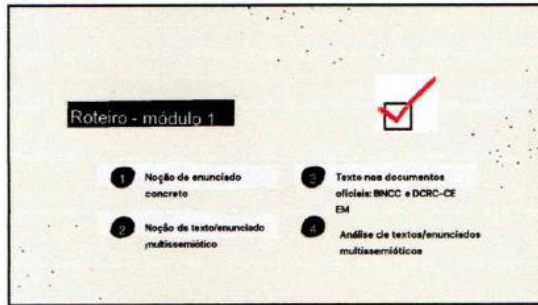 Roteiro - módulo 1
1
Noção de enunciado
concreto
2
Noção de texto/enunciado
multissemiótico
3
Texto nos documentos
oficiais: BNCC e DCRC-CE
EM
4
Análise de textos/enunciados
multissemióticos